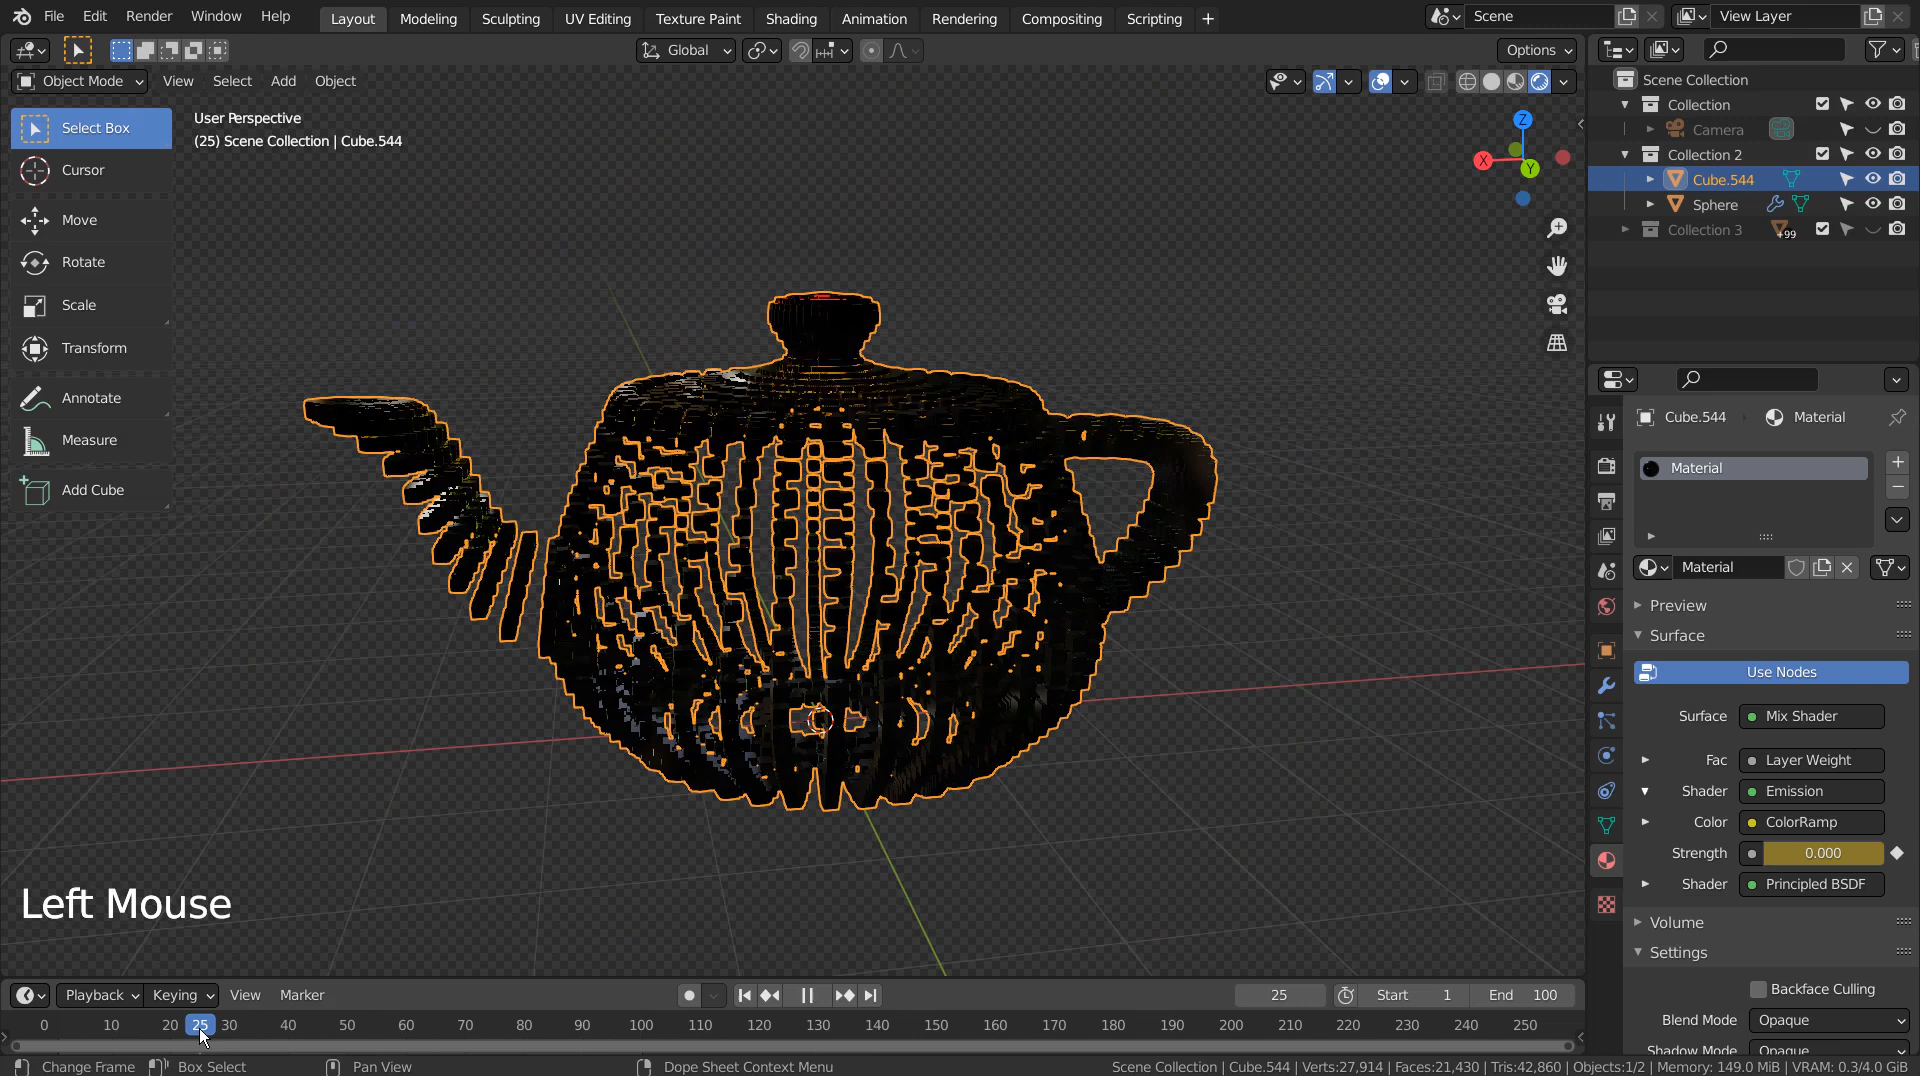 File Edit Render Window Help
Layout Modeling Sculpting UV Editing Texture Paint Shading Animation Rendering Compositing Scripting +
Scene
View Layer
Global
Options
Object Mode View Select Add Object
Select Box
Cursor
Move
Rotate
Scale
Transform
Annotate
Measure
Add Cube
User Perspective
(25) Scene Collection | Cube.544
Z
X
Y
Left Mouse
Scene Collection
Collection
Camera
Collection 2
Cube.544
Sphere
Collection 3
+99
Cube.544
Material
Material
Material
Preview
Surface
Use Nodes
Surface Mix Shader
Fac Layer Weight
Shader Emission
Color ColorRamp
Strength 0.000
Shader Principled BSDF
Volume
Settings
Backface Culling
Blend Mode Opaque
Shadow Mode Opaque
Playback Keying View Marker
25
Start 1
End 100
0 10 20 25 30 40 50 60 70 80 90 100 110 120 130 140 150 160 170 180 190 200 210 220 230 240 250
Change Frame Box Select Pan View Dope Sheet Context Menu
Scene Collection | Cube.544 | Verts:27,914 | Faces:21,430 | Tris:42,860 | Objects:1/2 | Memory: 149.0 MiB | VRAM: 0.3/4.0 GiB